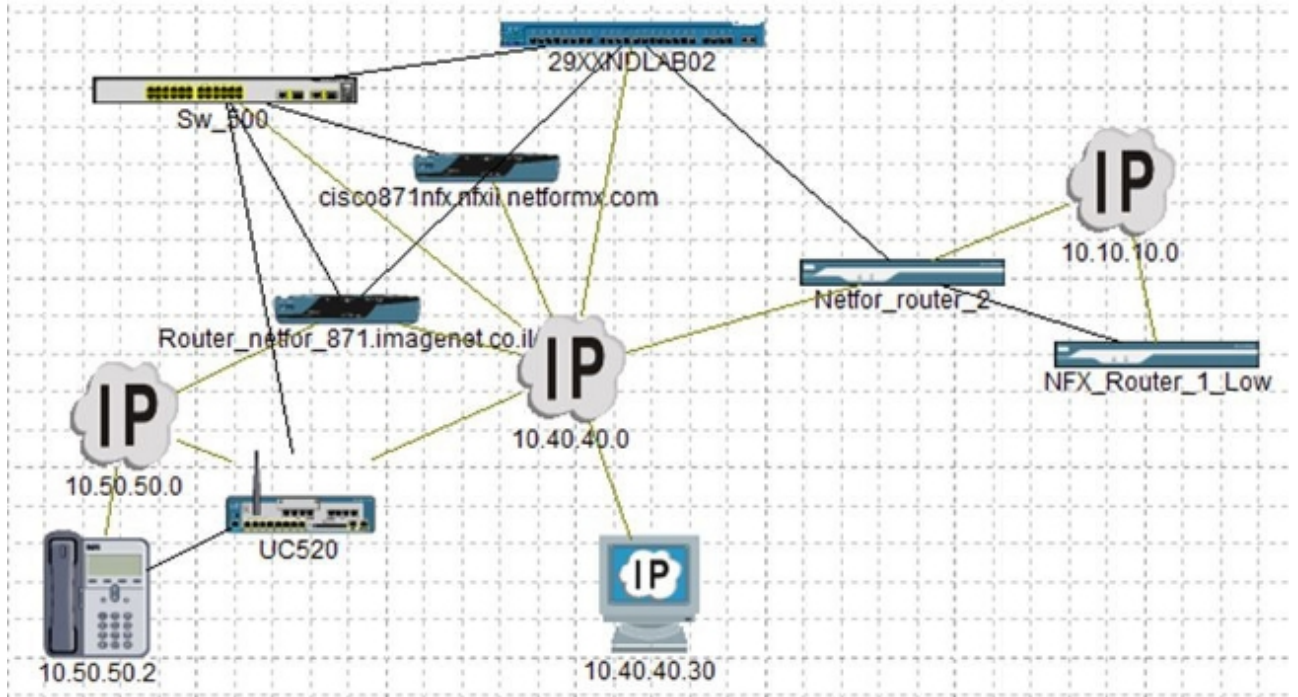 29XXNDLAB02
Sw_500
cisco871nfx.nfxii.netformx.com
IP
10.10.10.0
Netfor_router_2
Router_netfor_871.imagenet.co.il
IP
10.40.40.0
NFX_Router_1_Low
IP
10.50.50.0
UC520
IP
10.50.50.2
10.40.40.30